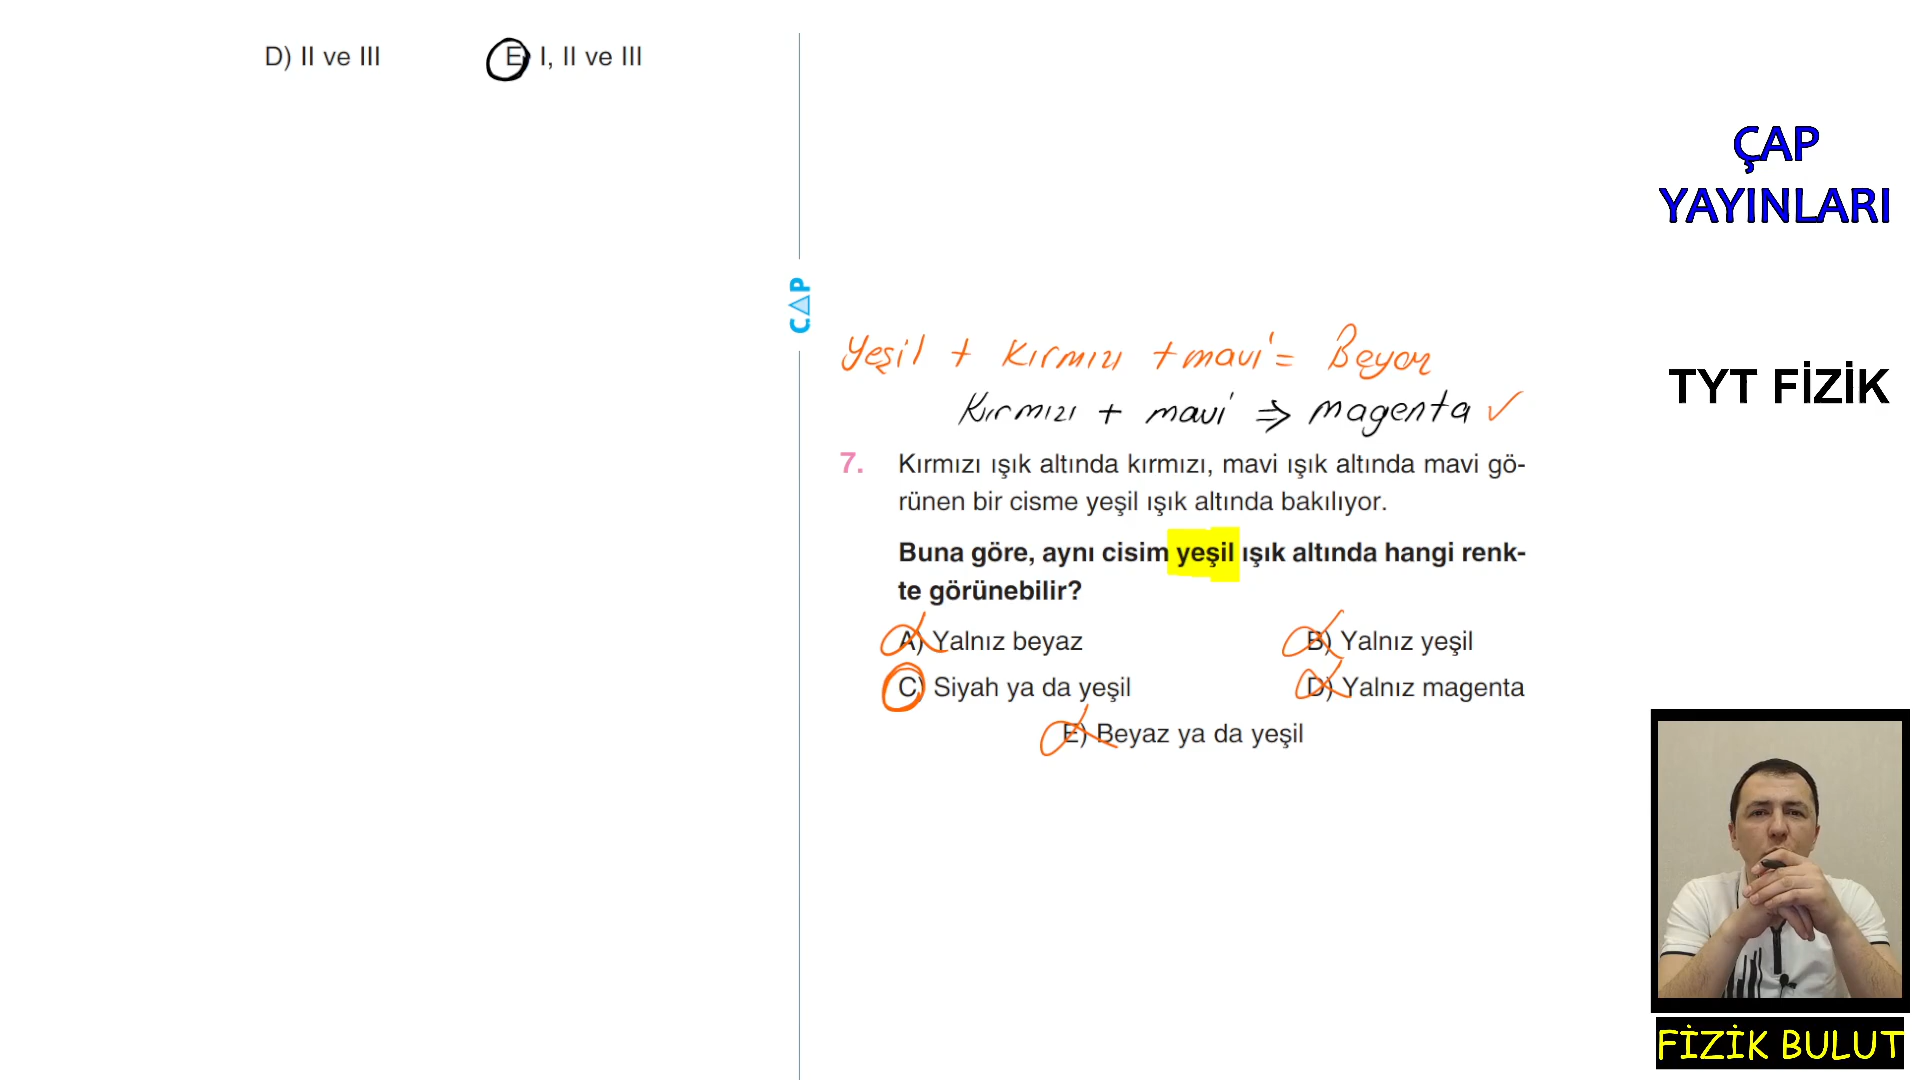 D) II ve III E) I, II ve III
ÇAP
YAYINLARI
TYT FİZİK
ÇAP
Yeşil + Kırmızı + mavi = Beyaz
Kırmızı + mavi ⇒ magenta ✓
7. Kırmızı ışık altında kırmızı, mavi ışık altında mavi gö-
rünen bir cisme yeşil ışık altında bakılıyor.
Buna göre, aynı cisim yeşil ışık altında hangi renk-
te görünebilir?
A) Yalnız beyaz B) Yalnız yeşil
C) Siyah ya da yeşil D) Yalnız magenta
E) Beyaz ya da yeşil
FİZİK BULUT